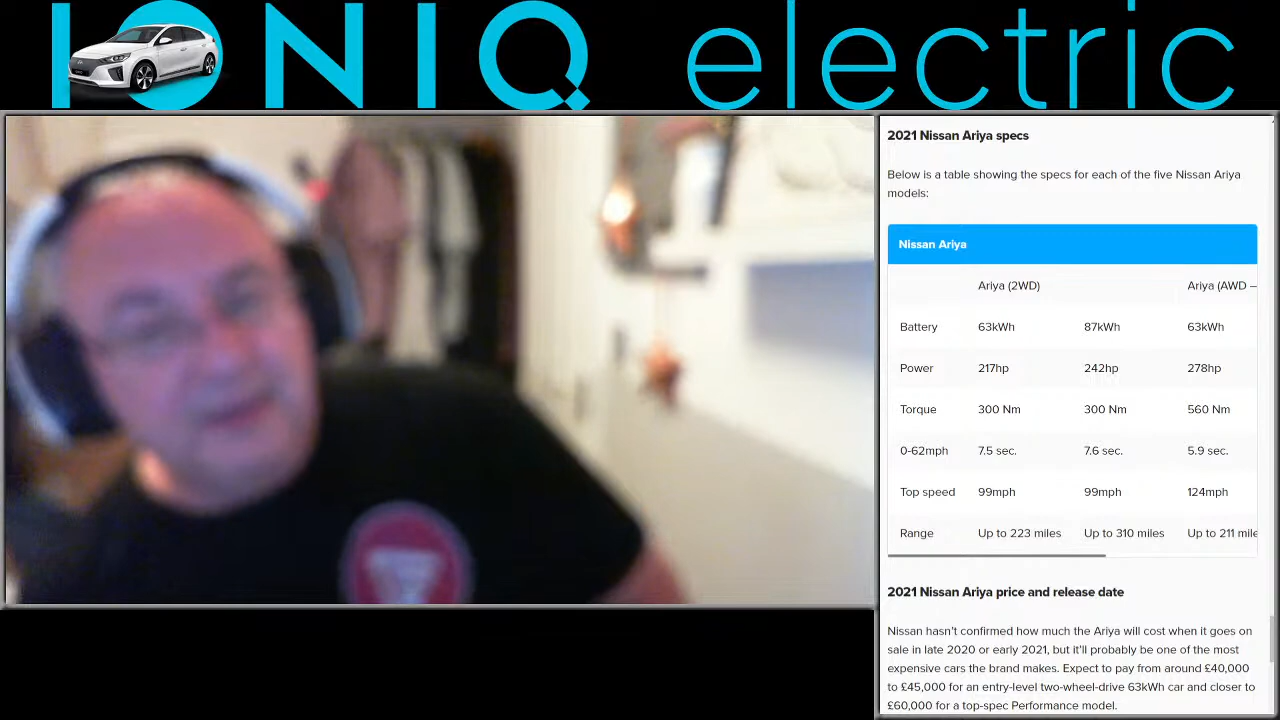 IONIQ electric
2021 Nissan Ariya specs
Below is a table showing the specs for each of the five Nissan Ariya
models:
Nissan Ariya
Ariya (2WD) Ariya (AWD –
Battery 63kWh 87kWh 63kWh
Power 217hp 242hp 278hp
Torque 300 Nm 300 Nm 560 Nm
0-62mph 7.5 sec. 7.6 sec. 5.9 sec.
Top speed 99mph 99mph 124mph
Range Up to 223 miles Up to 310 miles Up to 211 mile
2021 Nissan Ariya price and release date
Nissan hasn't confirmed how much the Ariya will cost when it goes on
sale in late 2020 or early 2021, but it'll probably be one of the most
expensive cars the brand makes. Expect to pay from around £40,000
to £45,000 for an entry-level two-wheel-drive 63kWh car and closer to
£60,000 for a top-spec Performance model.